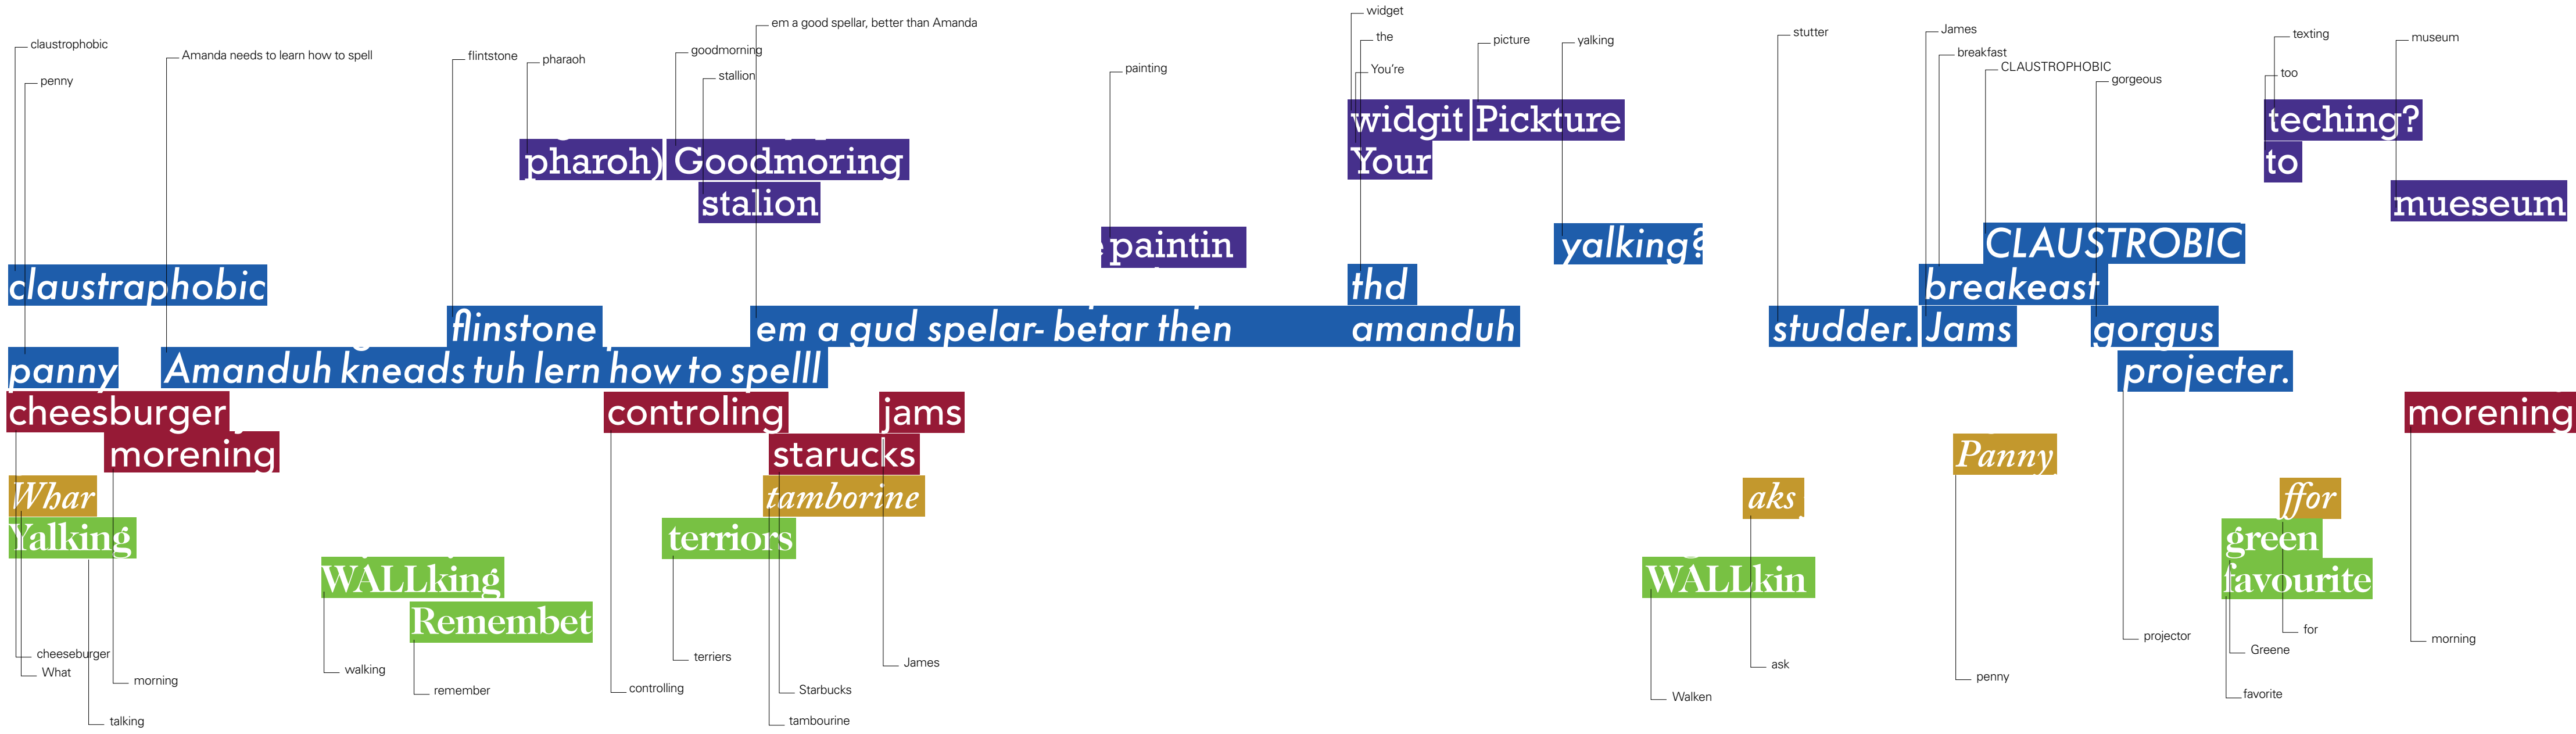 widget
em a good spellar, better than Amanda
James
stutter
texting
the
museum
picture
yalking
claustrophobic
goodmorning
breakfast
Amanda needs to learn how to spell
flintstone
pharaoh
CLAUSTROPHOBIC
painting
You're
too
stallion
gorgeous
penny
widgit Pickture teching?
pharoh) Goodmoring Your to
stalion mueseum
paintin yalking? CLAUSTROBIC
claustraphobic thd breakeast
flinstone em a gud spelar- betar then amanduh studder. Jams gorgus
panny Amanduh kneads tuh lern how to spelll projecter.
cheesburger controling jams morening
morening starucks Panny
Whar tamborine aks ffor
Yalking terriors green
WALLking WALLkin favourite
Remembet
for
projector
morning
Greene
cheeseburger
terriers
James
ask
What
walking
penny
morning
controlling
remember
Starbucks
favorite
Walken
talking
tambourine